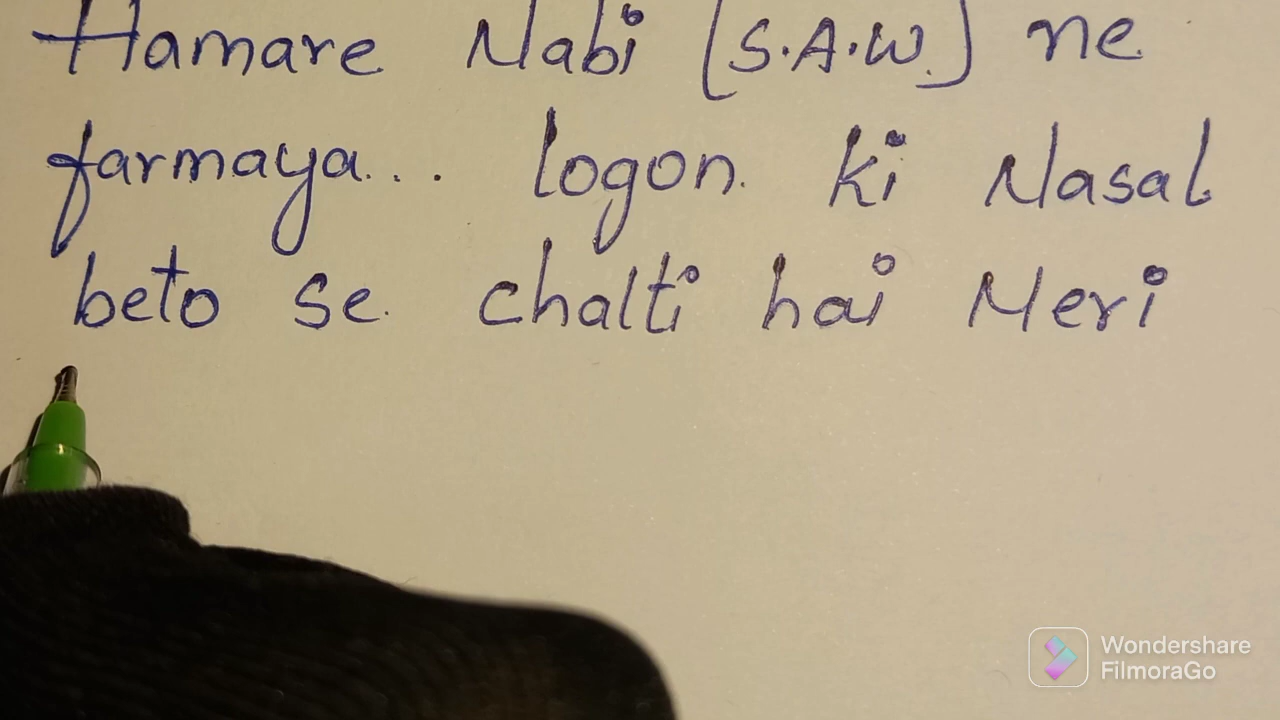 Hamare Nabi [S.A.W.] ne
farmaya... logon. ki Nasal
beto se. chalti hai Meri
Wondershare
FilmoraGo